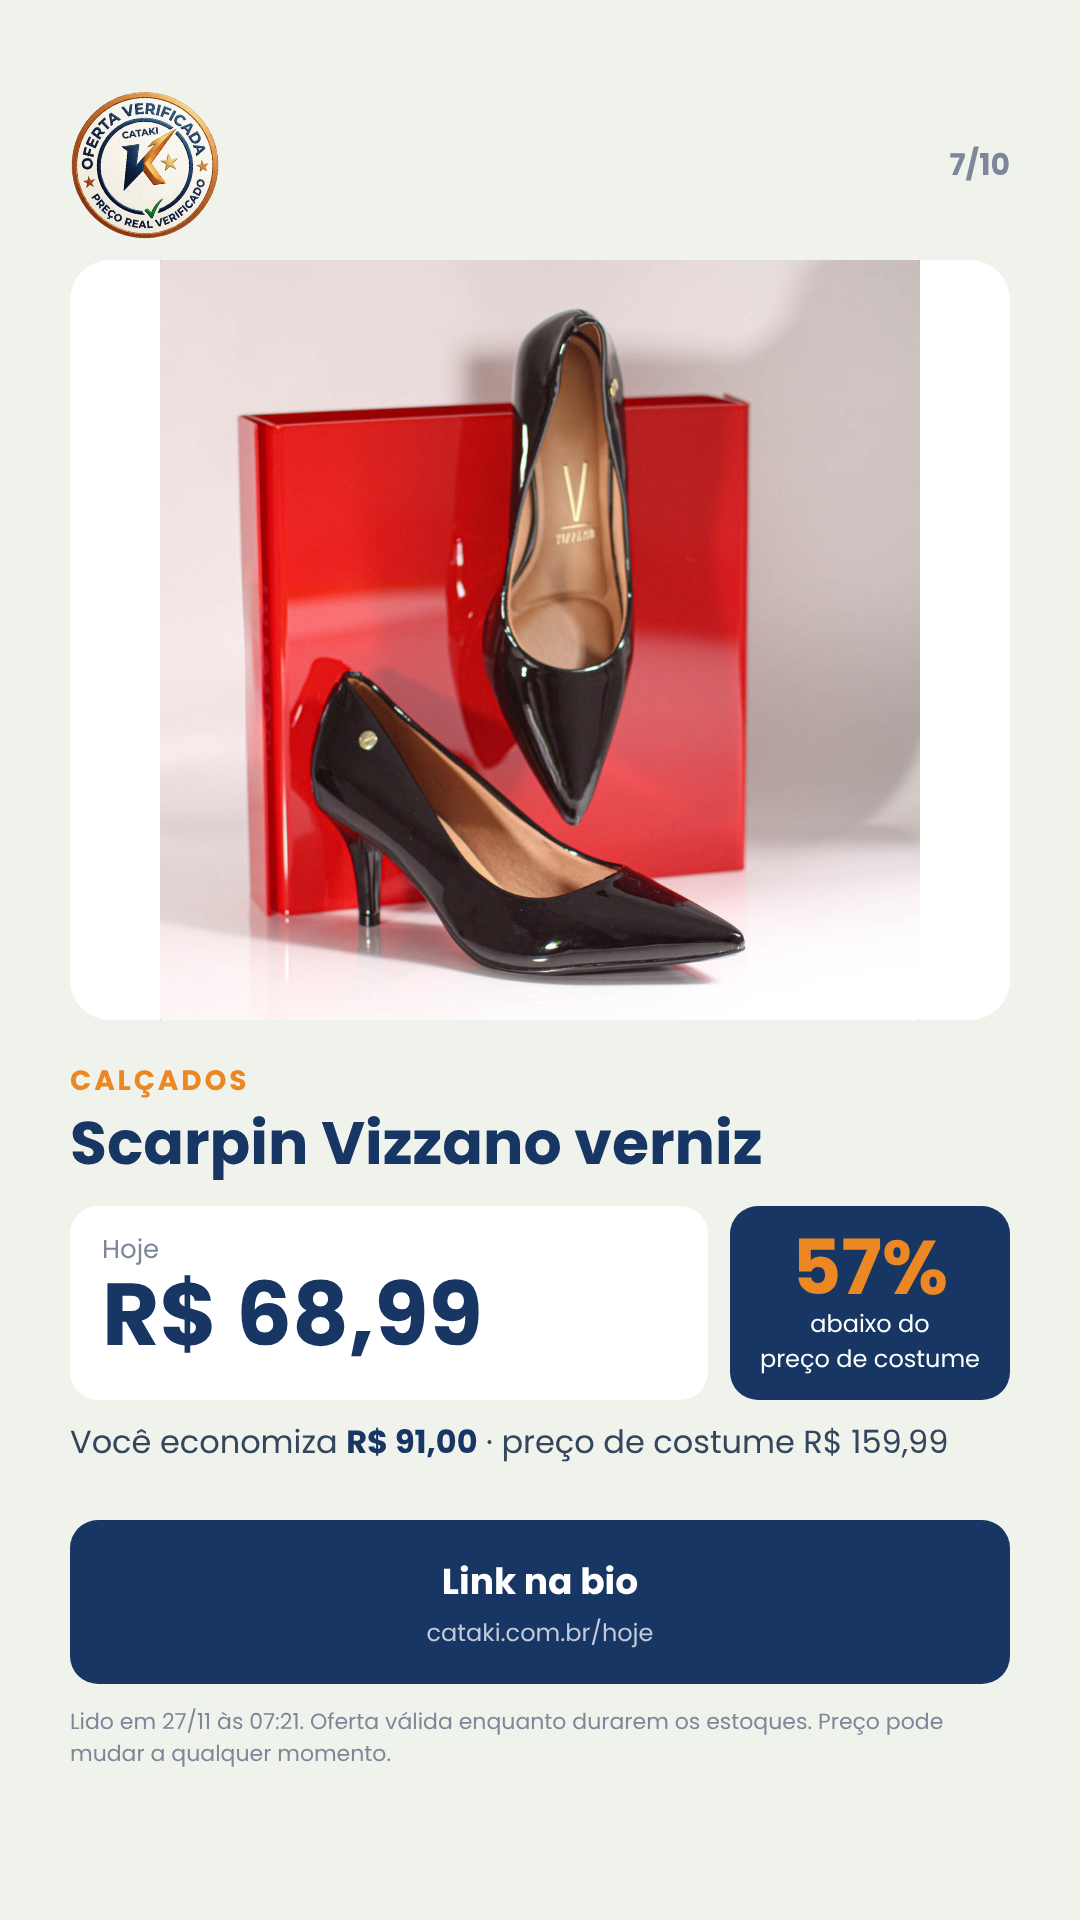 OFERTA VERIFICADA
CATAKI
PREÇO REAL VERIFICADO
7/10
V
CALÇADOS
Scarpin Vizzano verniz
Hoje
R$ 68,99
57%
abaixo do
preço de costume
Você economiza R$ 91,00 · preço de costume R$ 159,99
Link na bio
cataki.com.br/hoje
Lido em 27/11 às 07:21. Oferta válida enquanto durarem os estoques. Preço pode
mudar a qualquer momento.